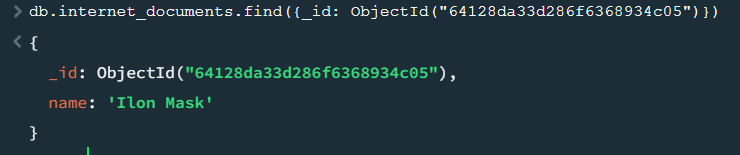 > db.internet_documents.find({_id: ObjectId("64128da33d286f6368934c05")})
< {
_id: ObjectId("64128da33d286f6368934c05"),
name: 'Ilon Mask'
}